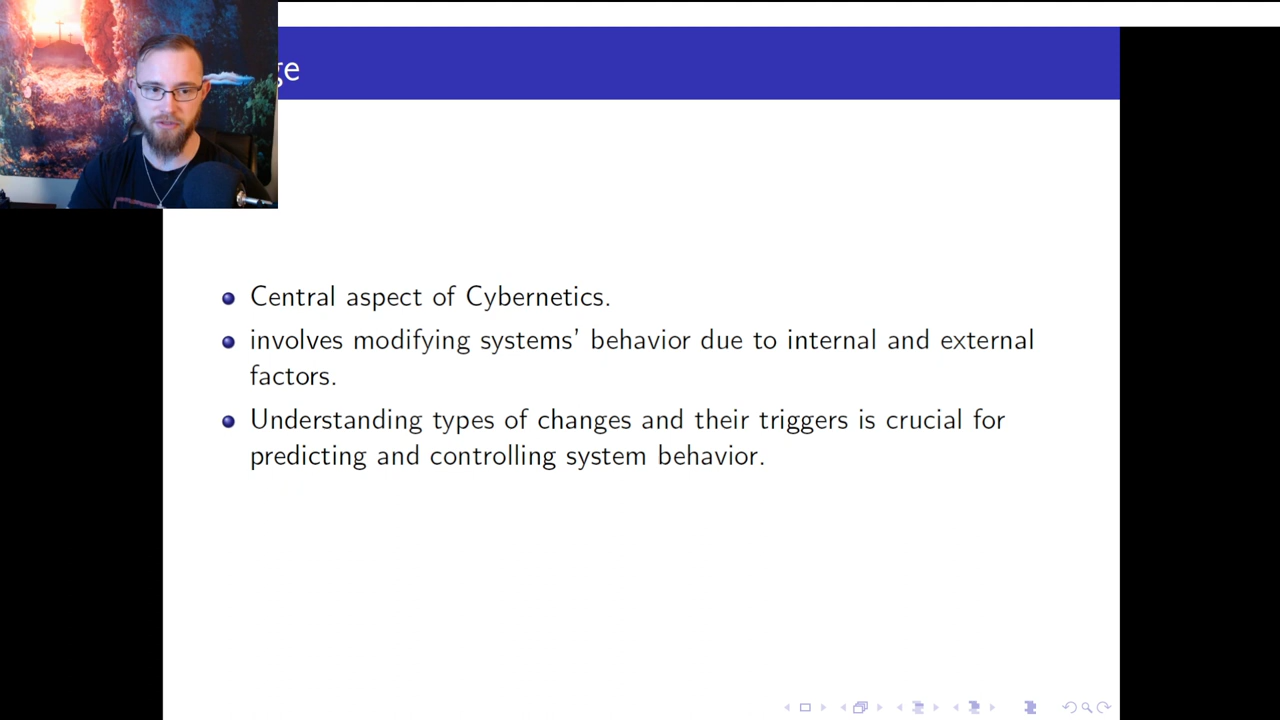 ge
Central aspect of Cybernetics.
involves modifying systems' behavior due to internal and external
factors.
Understanding types of changes and their triggers is crucial for
predicting and controlling system behavior.